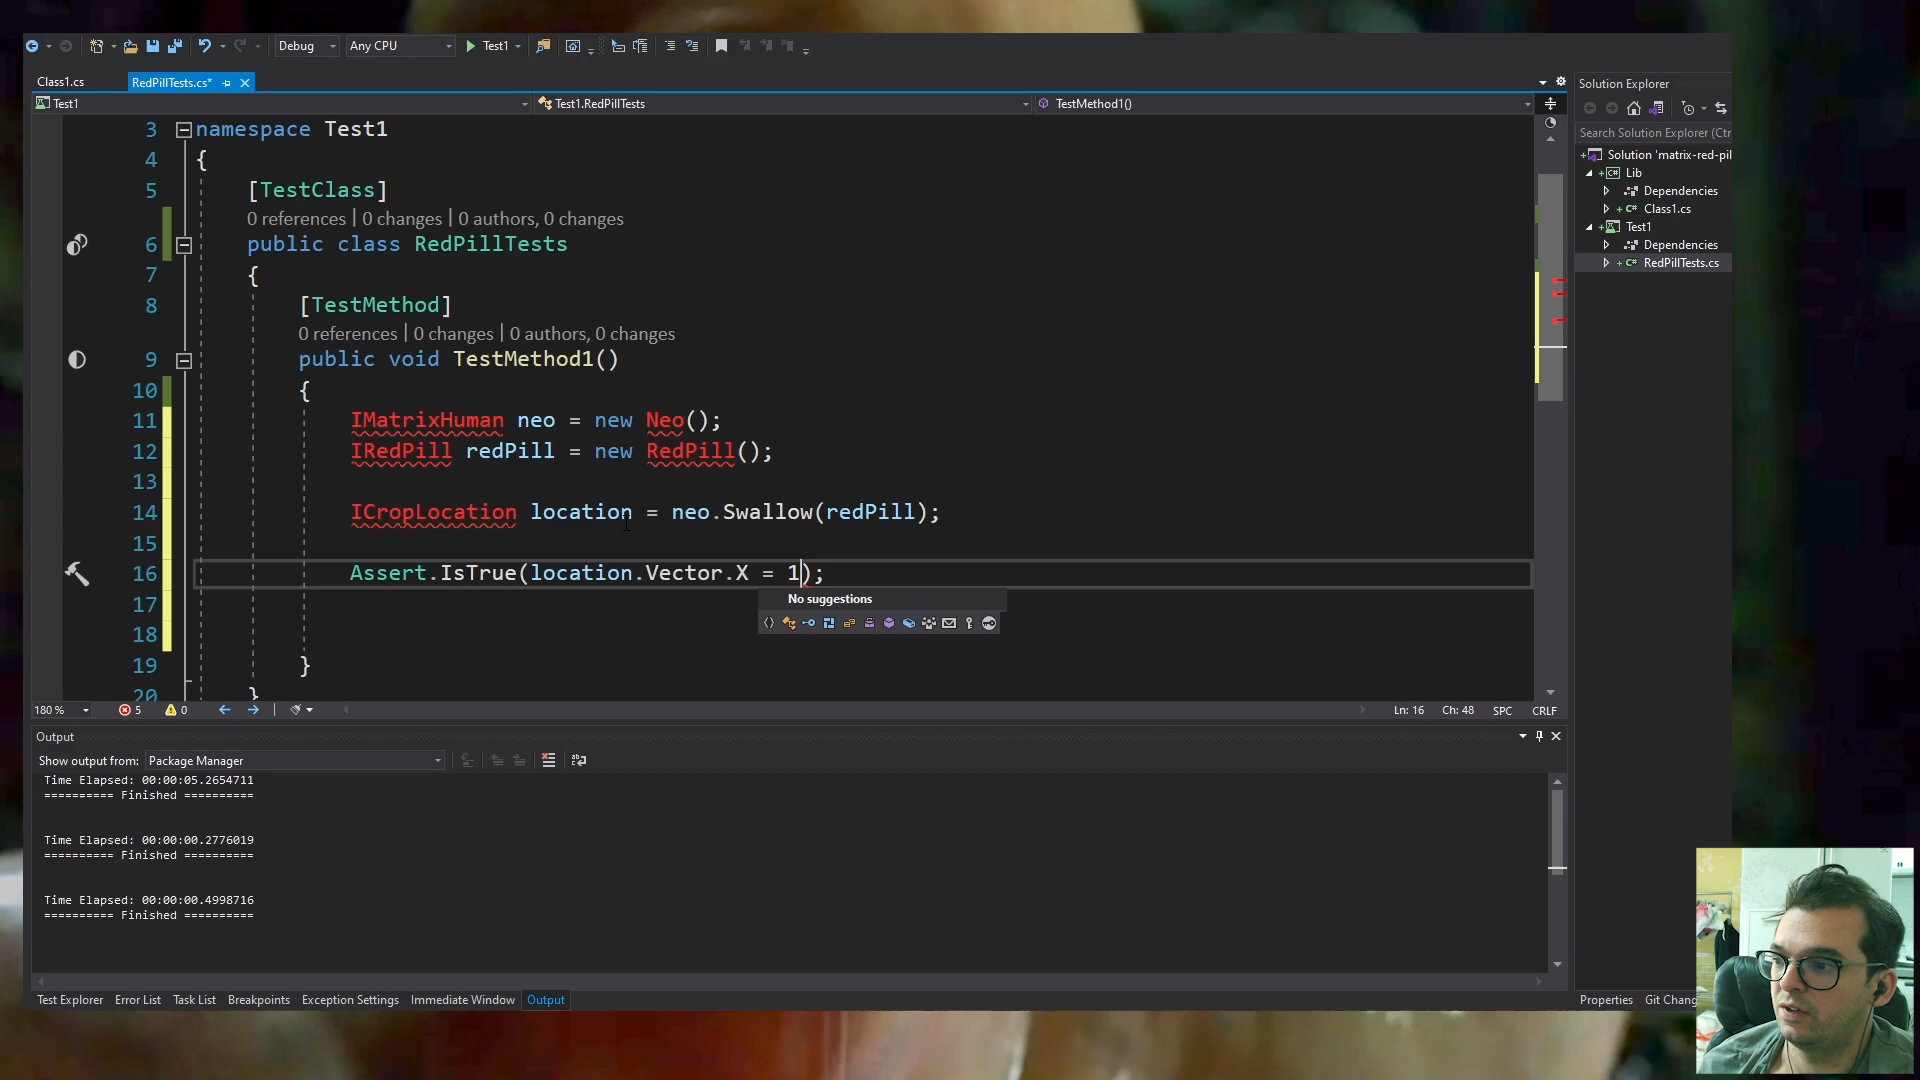 Debug
Any CPU
Test1
Class1.cs
RedPillTests.cs*
Test1
Test1.RedPillTests
TestMethod1()
3 namespace Test1
4 {
5 [TestClass]
0 references | 0 changes | 0 authors, 0 changes
6 public class RedPillTests
7 {
8 [TestMethod]
0 references | 0 changes | 0 authors, 0 changes
9 public void TestMethod1()
10 {
11 IMatrixHuman neo = new Neo();
12 IRedPill redPill = new RedPill();
13
14 ICropLocation location = neo.Swallow(redPill);
15
16 Assert.IsTrue(location.Vector.X = 1);
No suggestions
17
18
19 }
20 }
180 %
5
0
Ln: 16
Ch: 48
SPC
CRLF
Output
Show output from: Package Manager
Time Elapsed: 00:00:05.2654711
========== Finished ==========
Time Elapsed: 00:00:00.2776019
========== Finished ==========
Time Elapsed: 00:00:00.4998716
========== Finished ==========
Test Explorer
Error List
Task List
Breakpoints
Exception Settings
Immediate Window
Output
Solution Explorer
Search Solution Explorer (Ctr
Solution 'matrix-red-pil
Lib
Dependencies
Class1.cs
Test1
Dependencies
RedPillTests.cs
Properties
Git Chang